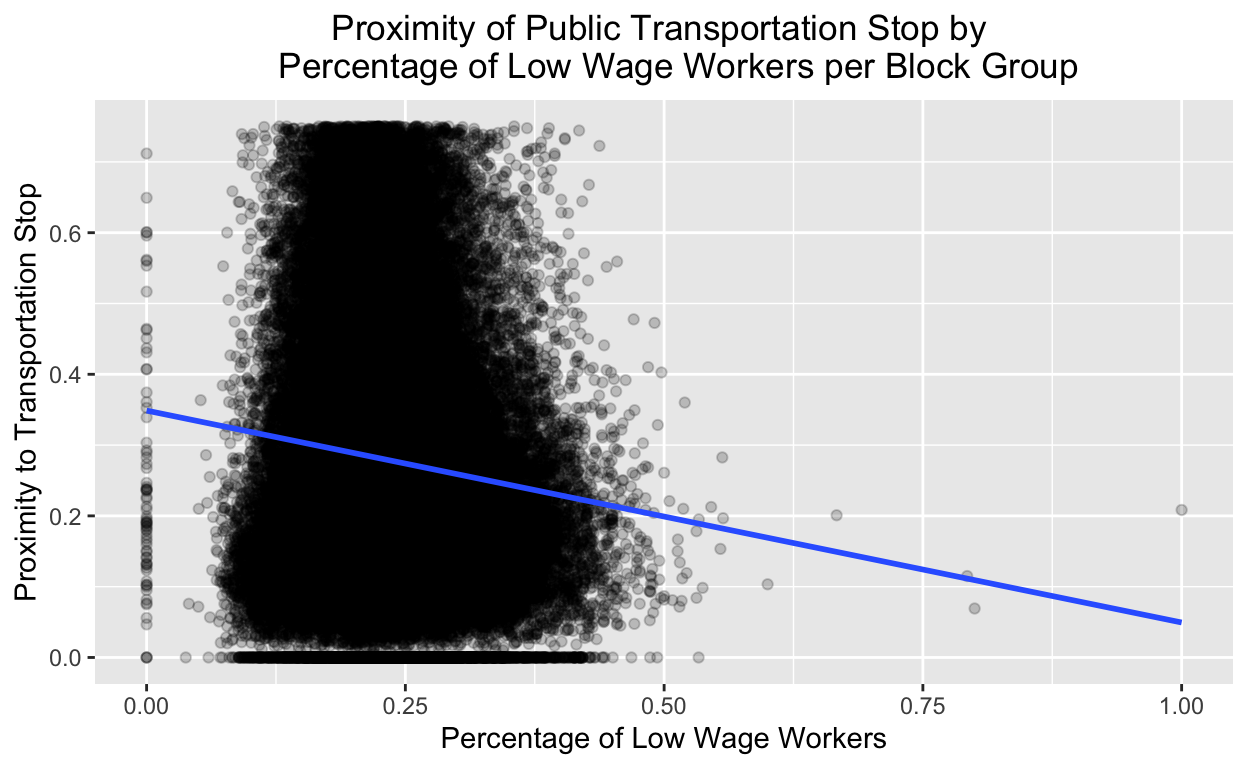 Proximity of Public Transportation Stop by
Percentage of Low Wage Workers per Block Group
Proximity to Transportation Stop
0.6
0.4
0.2
0.0
0.00 0.25 0.50 0.75 1.00
Percentage of Low Wage Workers